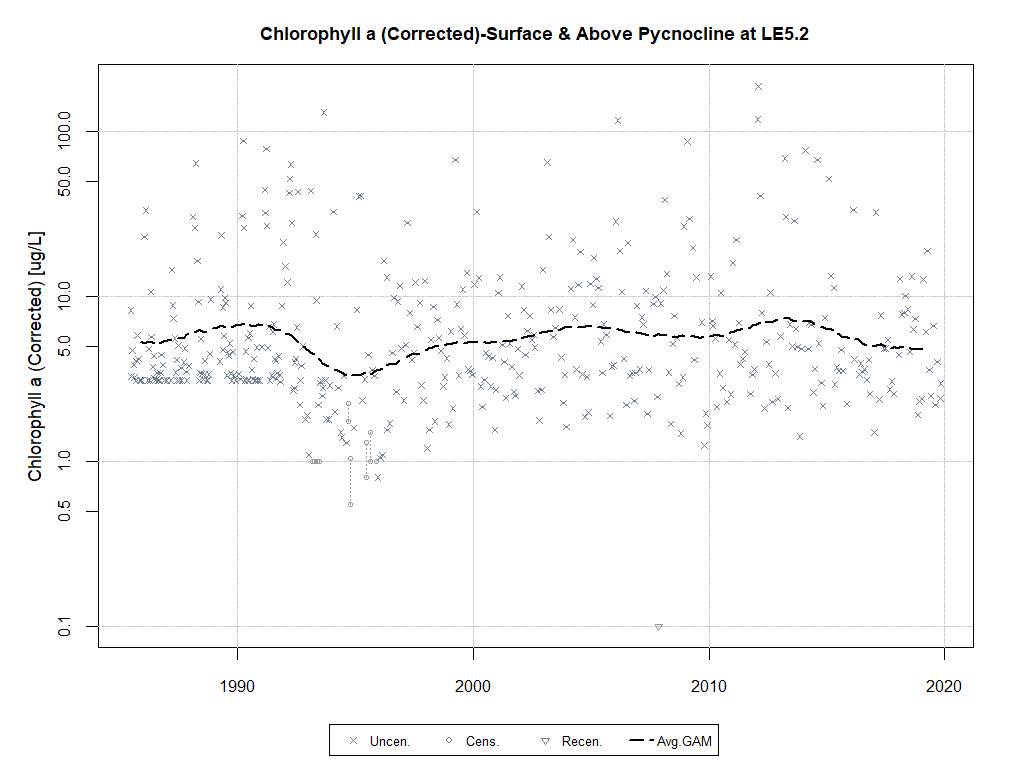 Chlorophyll a (Corrected)-Surface & Above Pycnocline at LE5.2
Chlorophyll a (Corrected) [ug/L]
100.0
50.0
10.0
5.0
1.0
0.5
0.1
1990 2000 2010 2020
Uncen. Cens. Recen. Avg.GAM